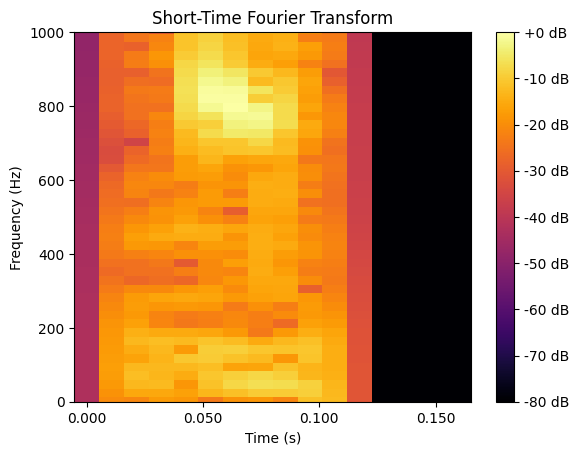 Short-Time Fourier Transform
1000
800
600
400
200
0
Frequency (Hz)
0.000
0.050
0.100
0.150
Time (s)
+0 dB
-10 dB
-20 dB
-30 dB
-40 dB
-50 dB
-60 dB
-70 dB
-80 dB